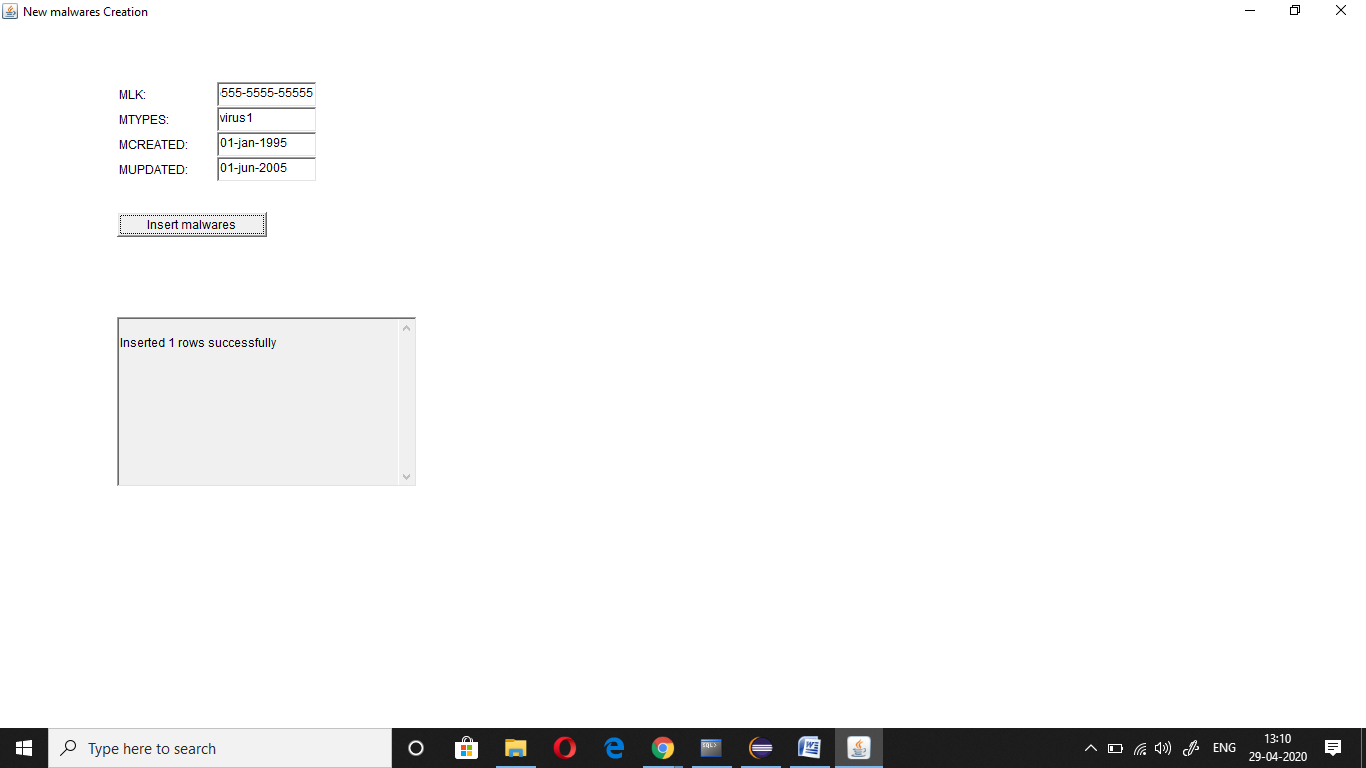 New malwares Creation
MLK: 555-5555-55555
MTYPES: virus1
MCREATED: 01-jan-1995
MUPDATED: 01-jun-2005
Insert malwares
Inserted 1 rows successfully
Type here to search
SQL>
W
ENG
13:10
29-04-2020